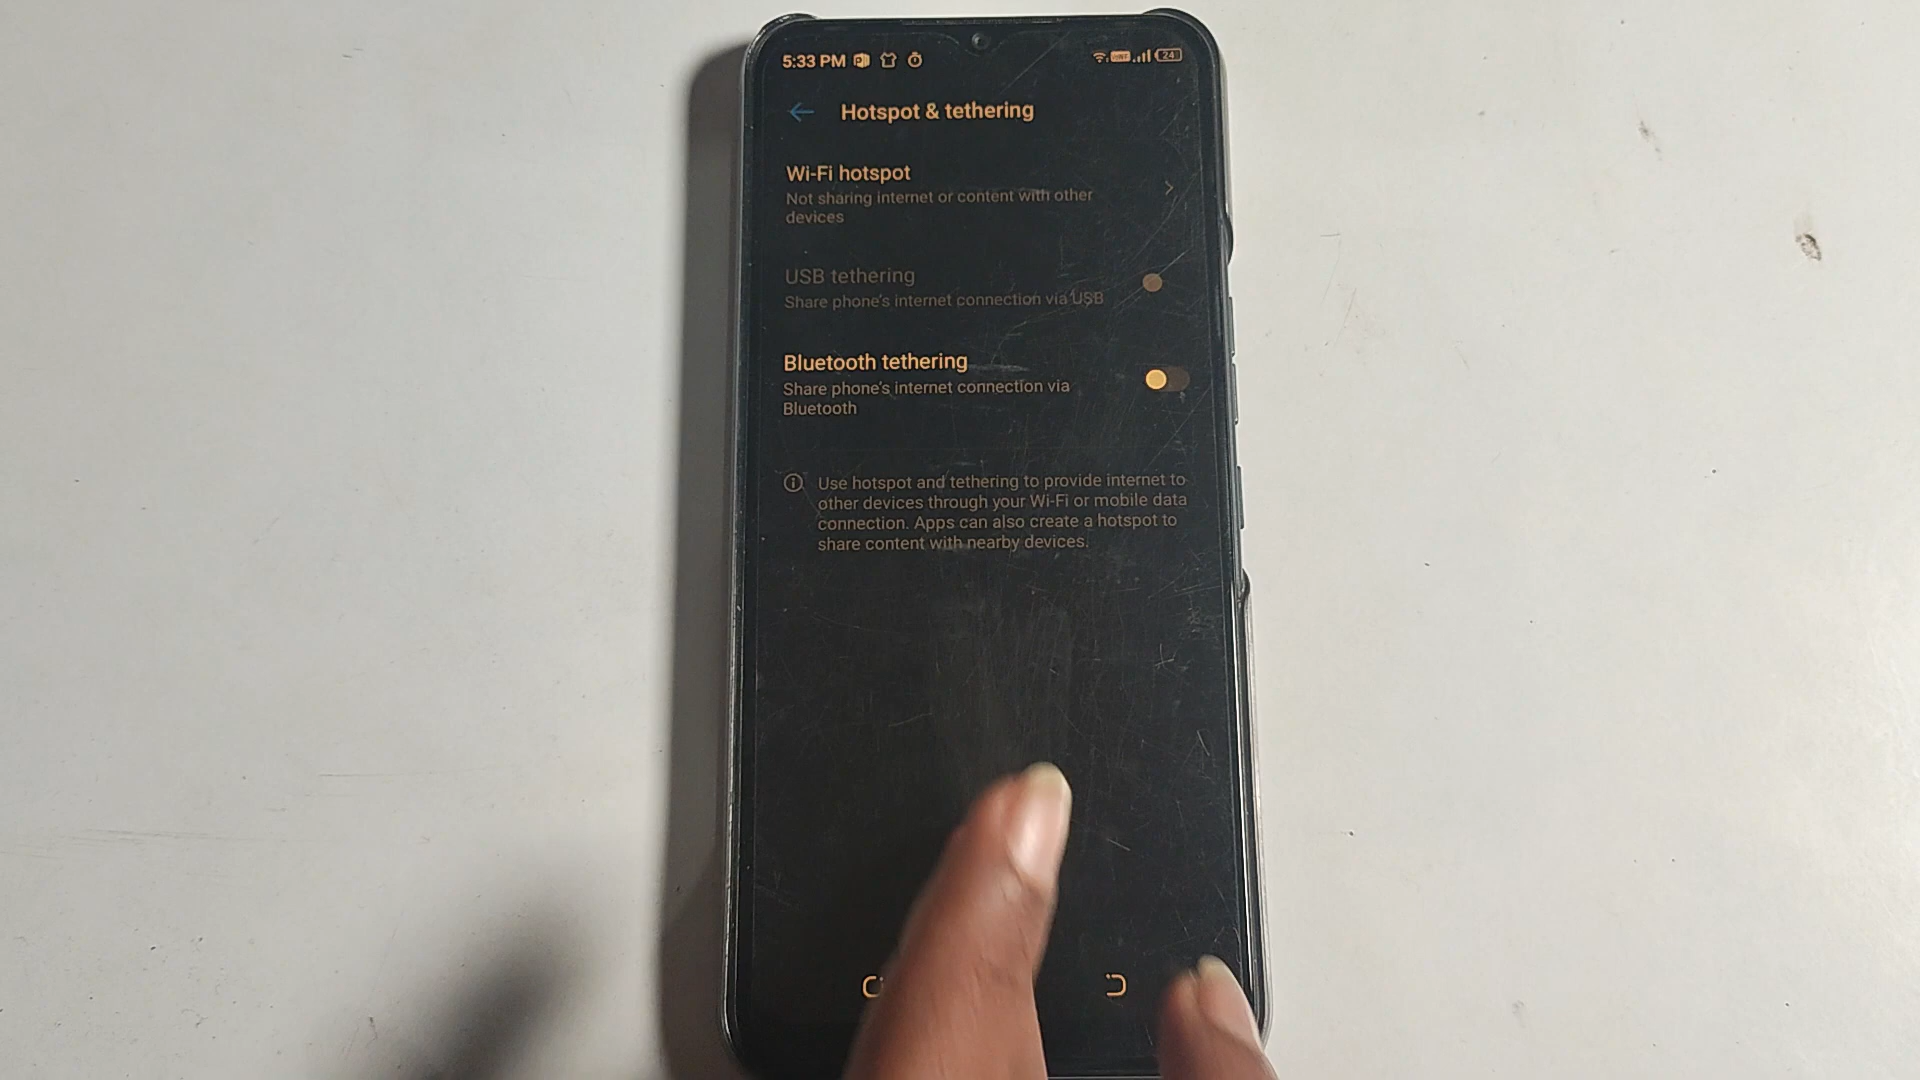 5:33 PM
24
Hotspot & tethering
Wi-Fi hotspot
Not sharing internet or content with other
devices
USB tethering
Share phone's internet connection via USB
Bluetooth tethering
Share phone's internet connection via
Bluetooth
Use hotspot and tethering to provide internet to
other devices through your Wi-Fi or mobile data
connection. Apps can also create a hotspot to
share content with nearby devices.